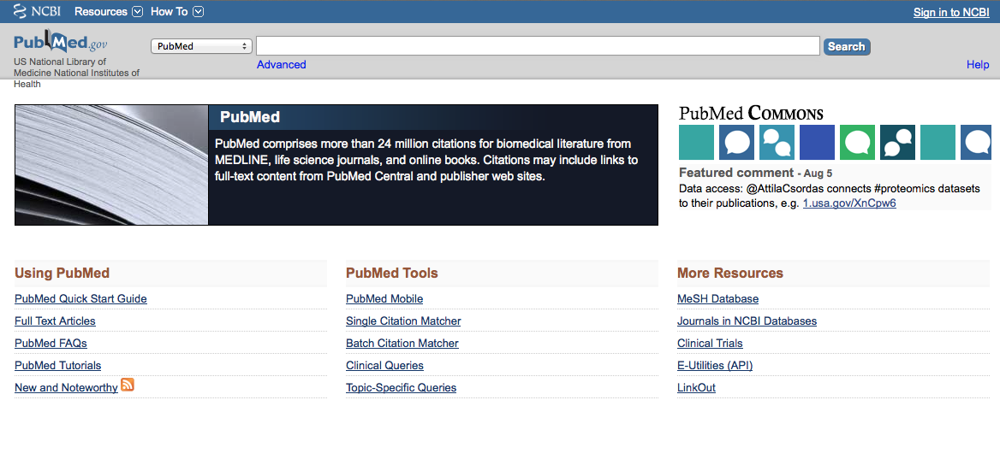 NCBI Resources How To Sign in to NCBI
PubMed.gov
US National Library of
Medicine National Institutes of
Health
PubMed
Search
Advanced
Help
PubMed
PubMed comprises more than 24 million citations for biomedical literature from
MEDLINE, life science journals, and online books. Citations may include links to
full-text content from PubMed Central and publisher web sites.
PubMed COMMONS
Featured comment - Aug 5
Data access: @AttilaCsordas connects #proteomics datasets
to their publications, e.g. 1.usa.gov/XnCpw6
Using PubMed
PubMed Quick Start Guide
Full Text Articles
PubMed FAQs
PubMed Tutorials
New and Noteworthy
PubMed Tools
PubMed Mobile
Single Citation Matcher
Batch Citation Matcher
Clinical Queries
Topic-Specific Queries
More Resources
MeSH Database
Journals in NCBI Databases
Clinical Trials
E-Utilities (API)
LinkOut